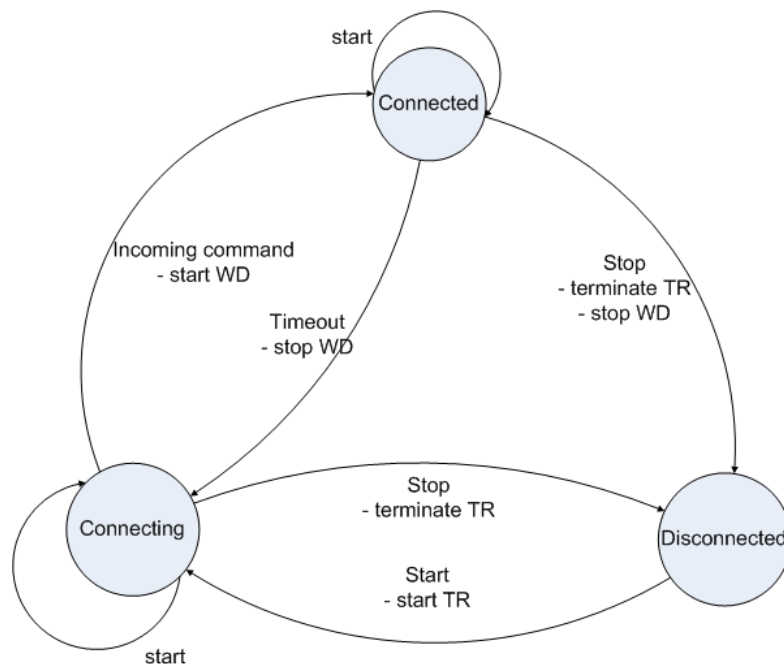 start
Connected
Incoming command
- start WD
Stop
- terminate TR
- stop WD
Timeout
- stop WD
Stop
- terminate TR
Connecting
Disconnected
Start
- start TR
start